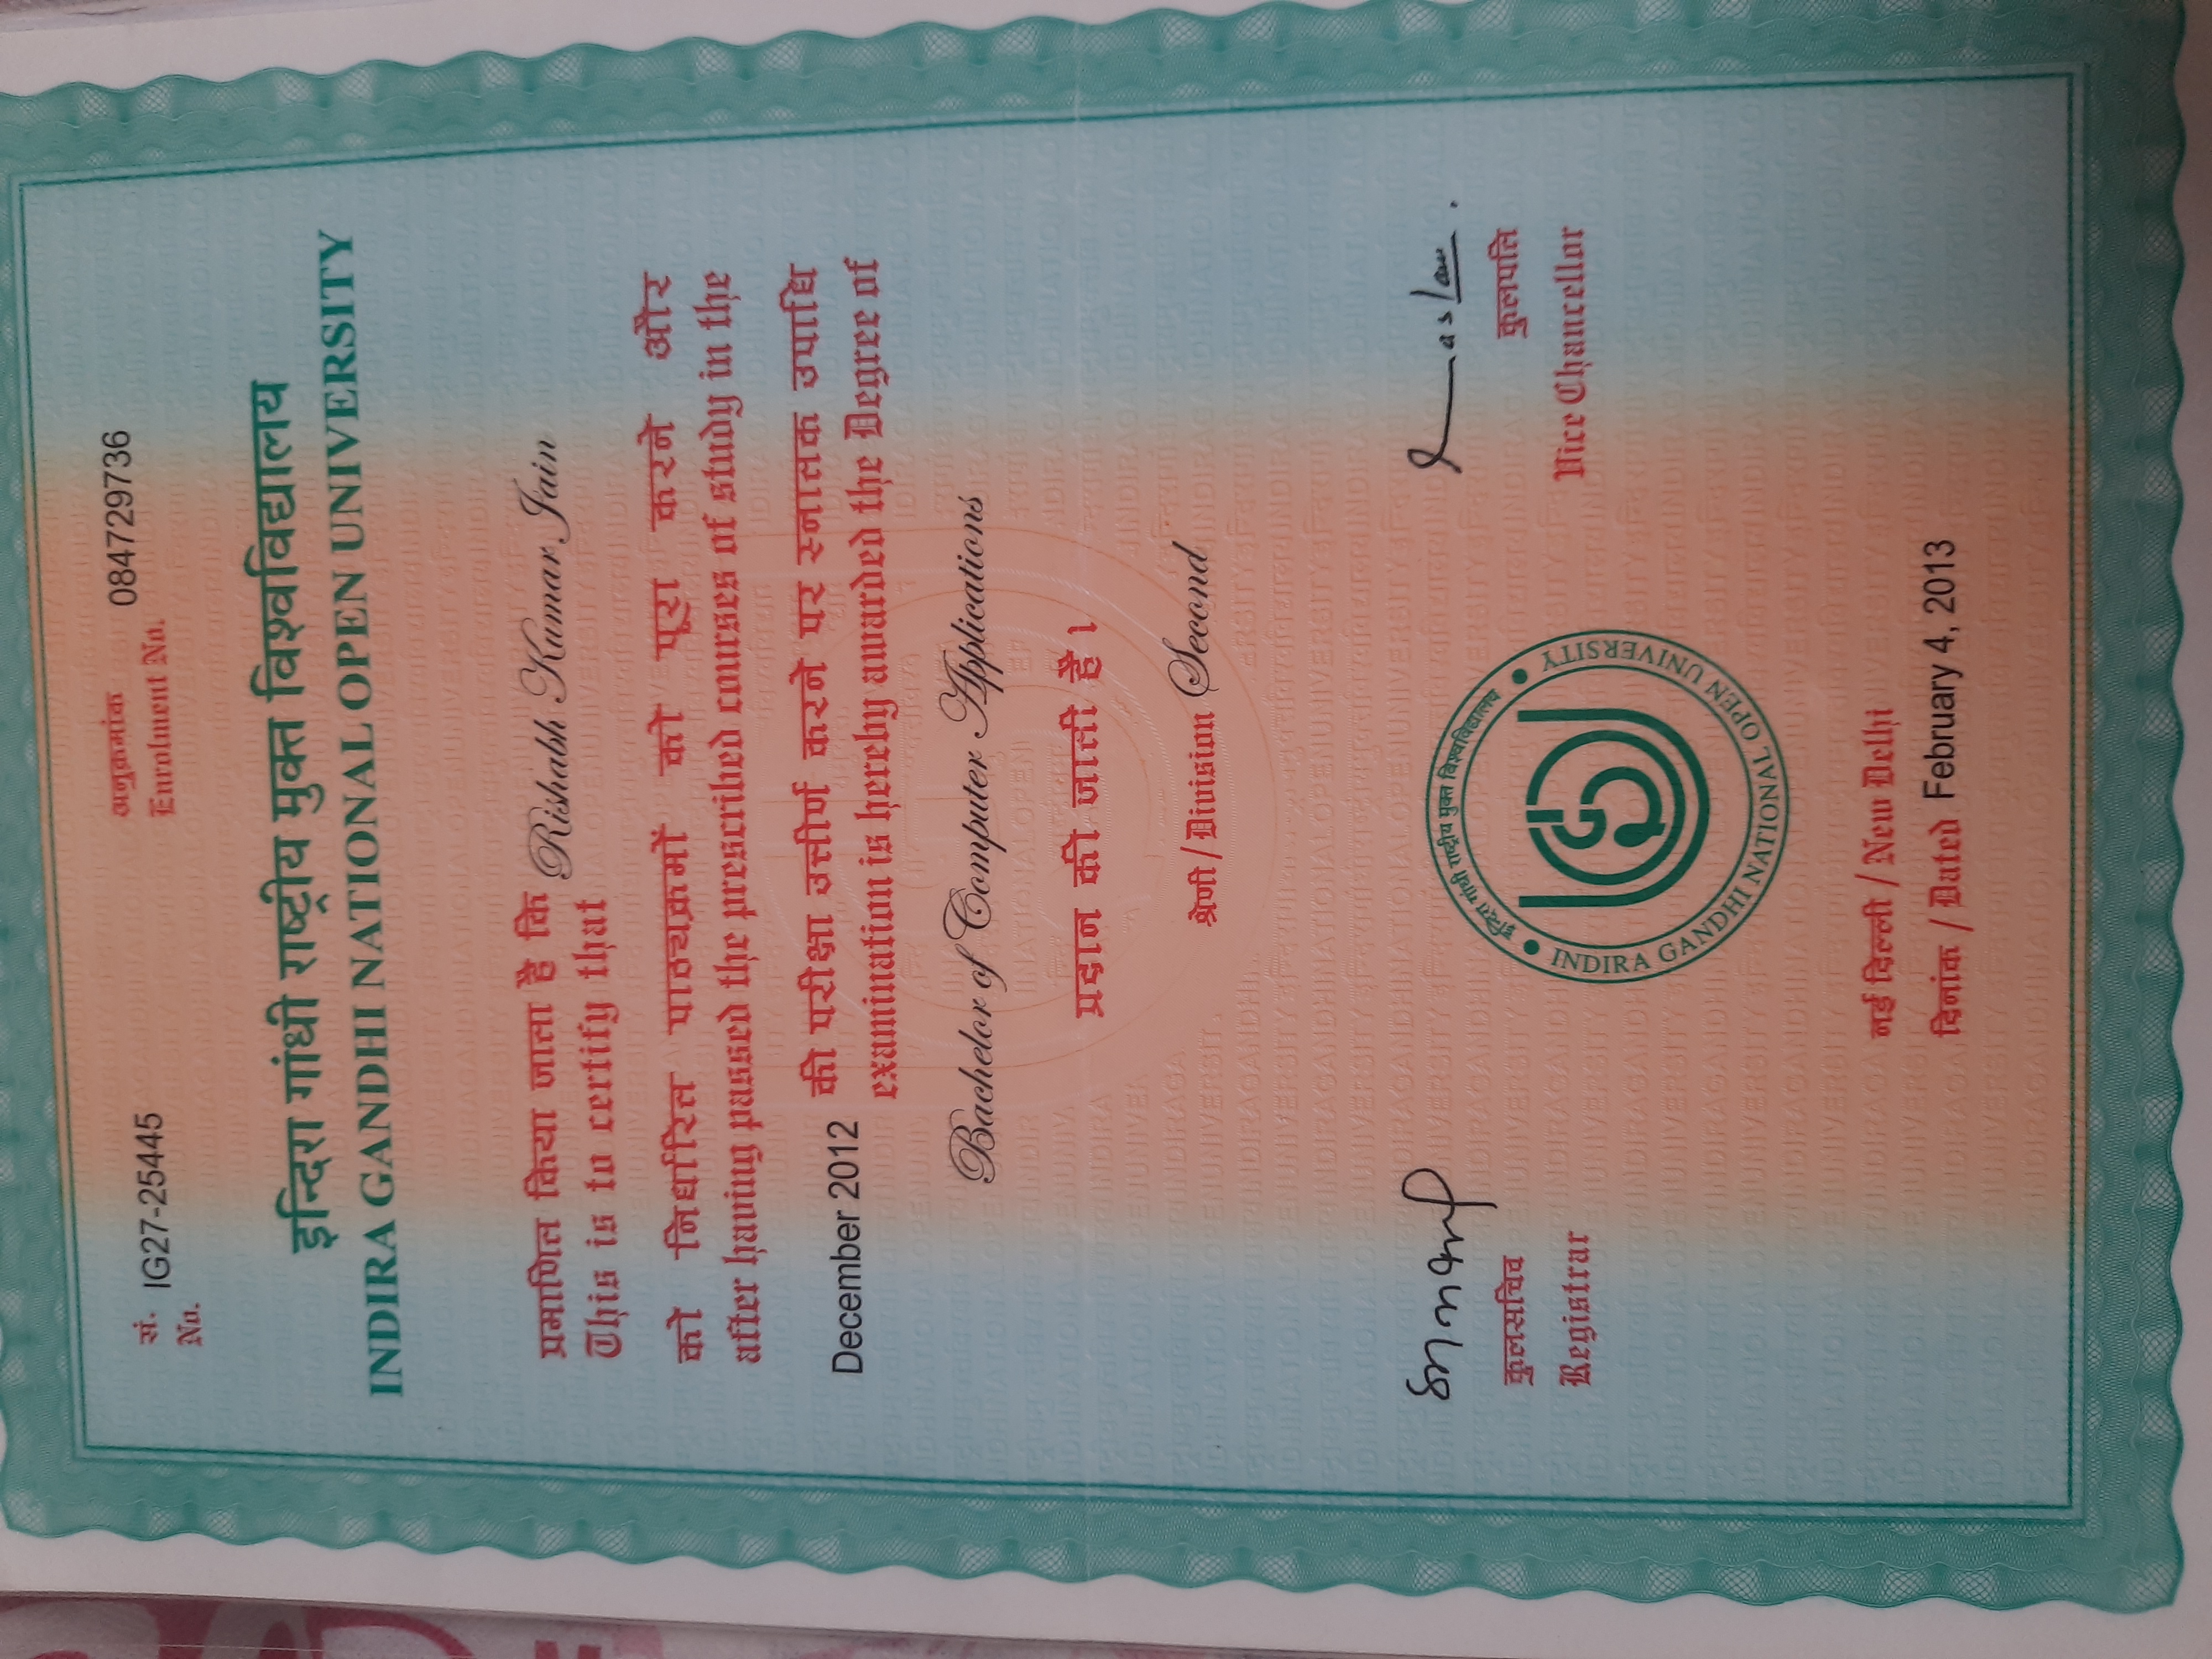 सं. IG27-25445
No.
अनुक्रमांक 084729736
Enrolment No.
इन्दिरा गांधी राष्ट्रीय मुक्त विश्वविद्यालय
INDIRA GANDHI NATIONAL OPEN UNIVERSITY
प्रमाणित किया जाता है कि Rishabh Kumar Jain
This is to certify that
को निर्धारित पाठ्यक्रमों को पूरा करने और
after having passed the prescribed courses of study in the
December 2012 की परीक्षा उत्तीर्ण करने पर स्नातक उपाधि
examination is hereby awarded the Degree of
Bachelor of Computer Applications
प्रदान की जाती है ।
श्रेणी / Division Second
कुलसचिव
Registrar
इन्दिरा गांधी राष्ट्रीय मुक्त विश्वविद्यालय
INDIRA GANDHI NATIONAL OPEN UNIVERSITY
कुलपति
Vice Chancellor
नई दिल्ली / New Delhi
दिनांक / Dated February 4, 2013